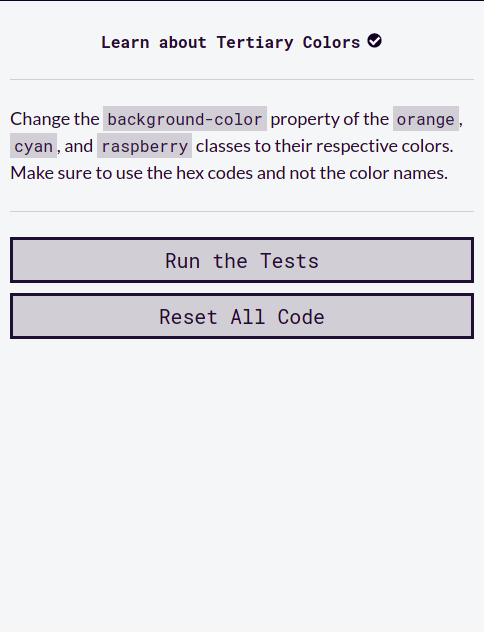 Learn about Tertiary Colors
Change the background-color property of the orange,
cyan, and raspberry classes to their respective colors.
Make sure to use the hex codes and not the color names.
Run the Tests
Reset All Code